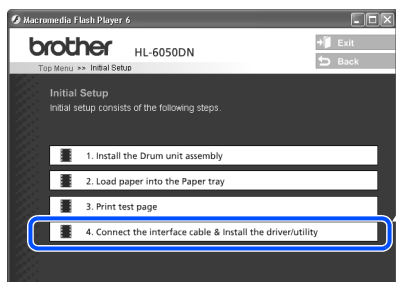 Macromedia Flash Player 6
brother HL-6050DN
Exit
Top Menu >> Initial Setup
Back
Initial Setup
Initial setup consists of the following steps.
1. Install the Drum unit assembly
2. Load paper into the Paper tray
3. Print test page
4. Connect the interface cable & Install the driver/utility